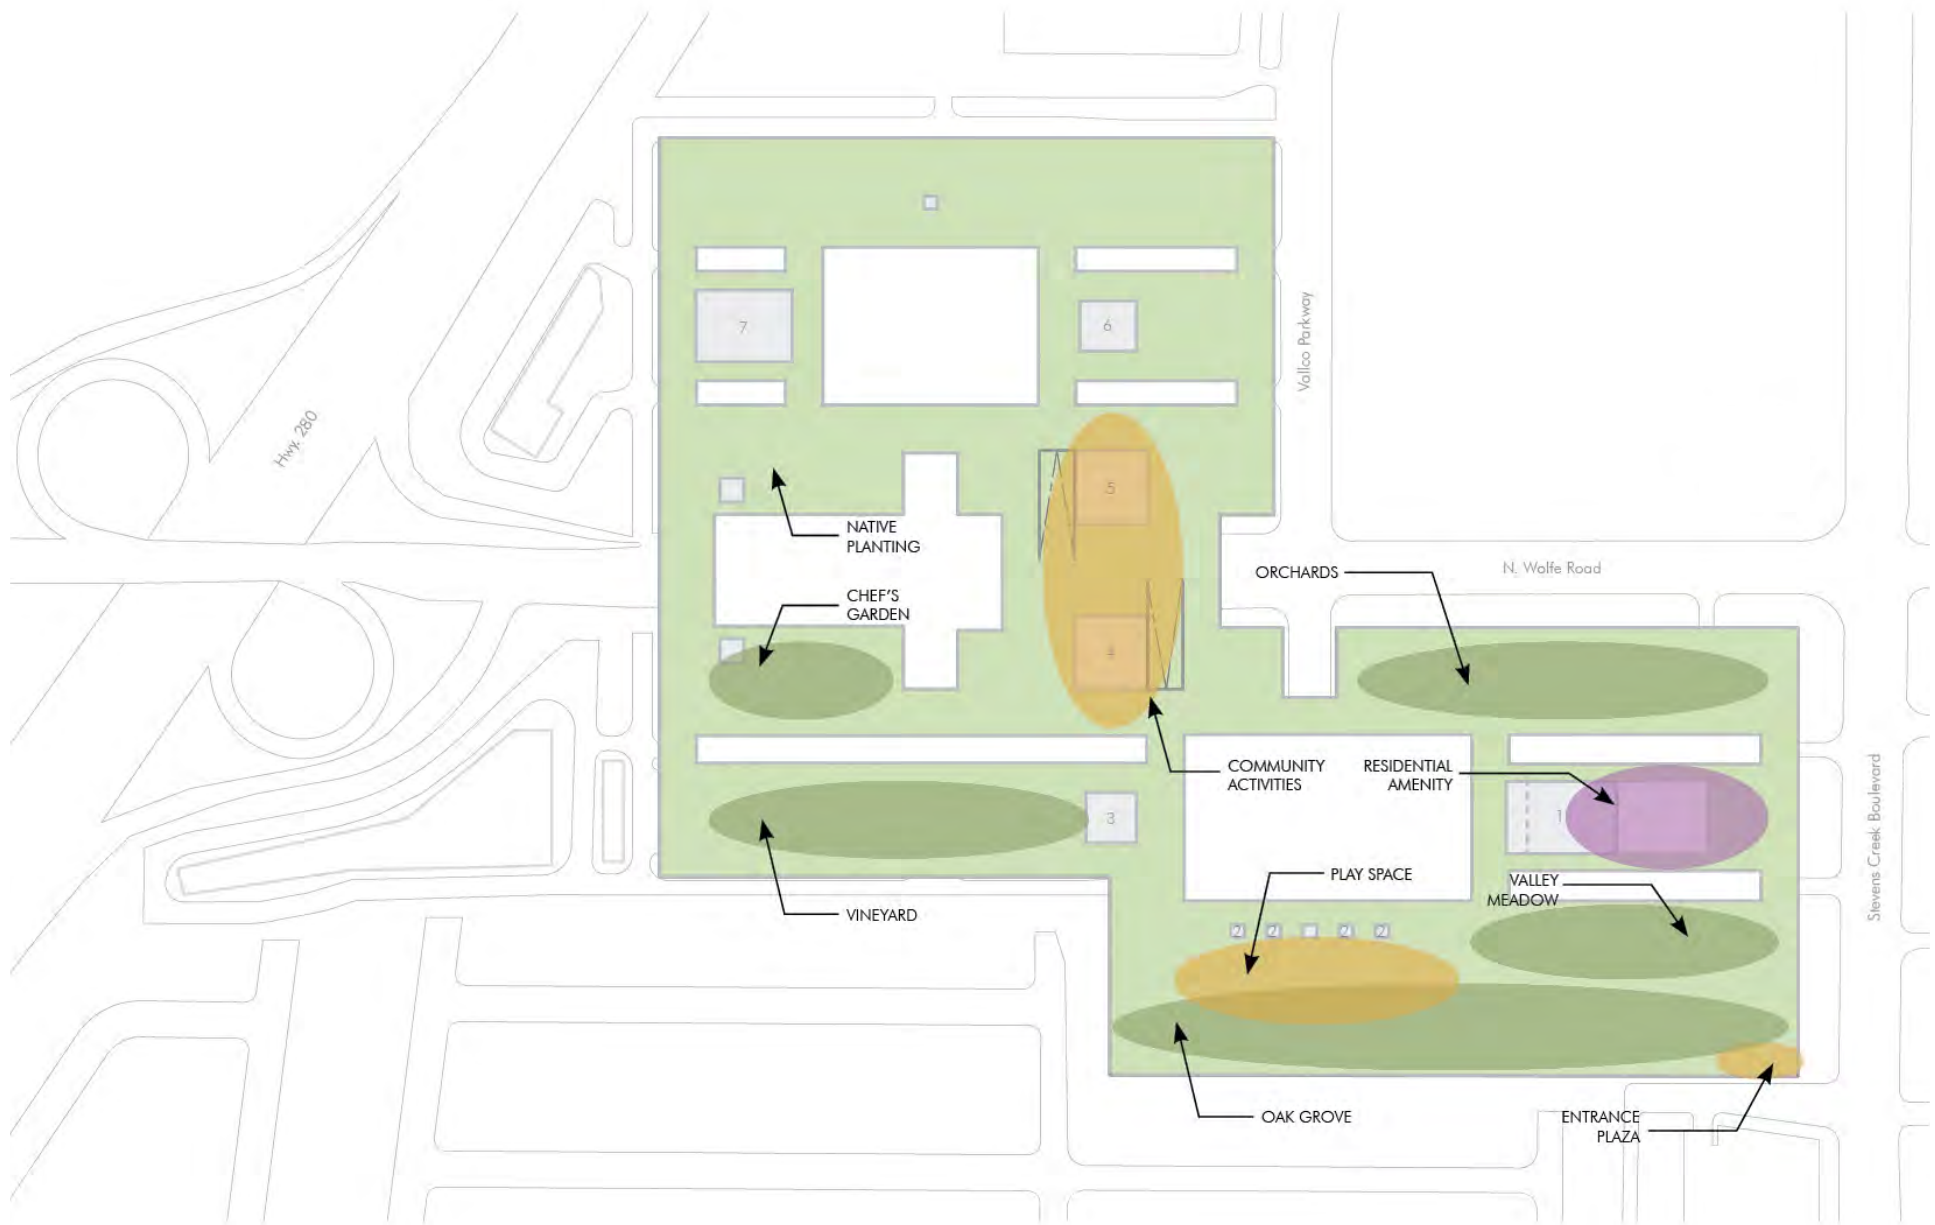 7
6
Vallco Parkway
Hwy. 280
5
NATIVE
PLANTING
ORCHARDS
N. Wolfe Road
CHEF'S
GARDEN
4
COMMUNITY
ACTIVITIES
RESIDENTIAL
AMENITY
3
1
Stevens Creek Boulevard
PLAY SPACE
VALLEY
MEADOW
VINEYARD
2
2
2
2
OAK GROVE
ENTRANCE
PLAZA